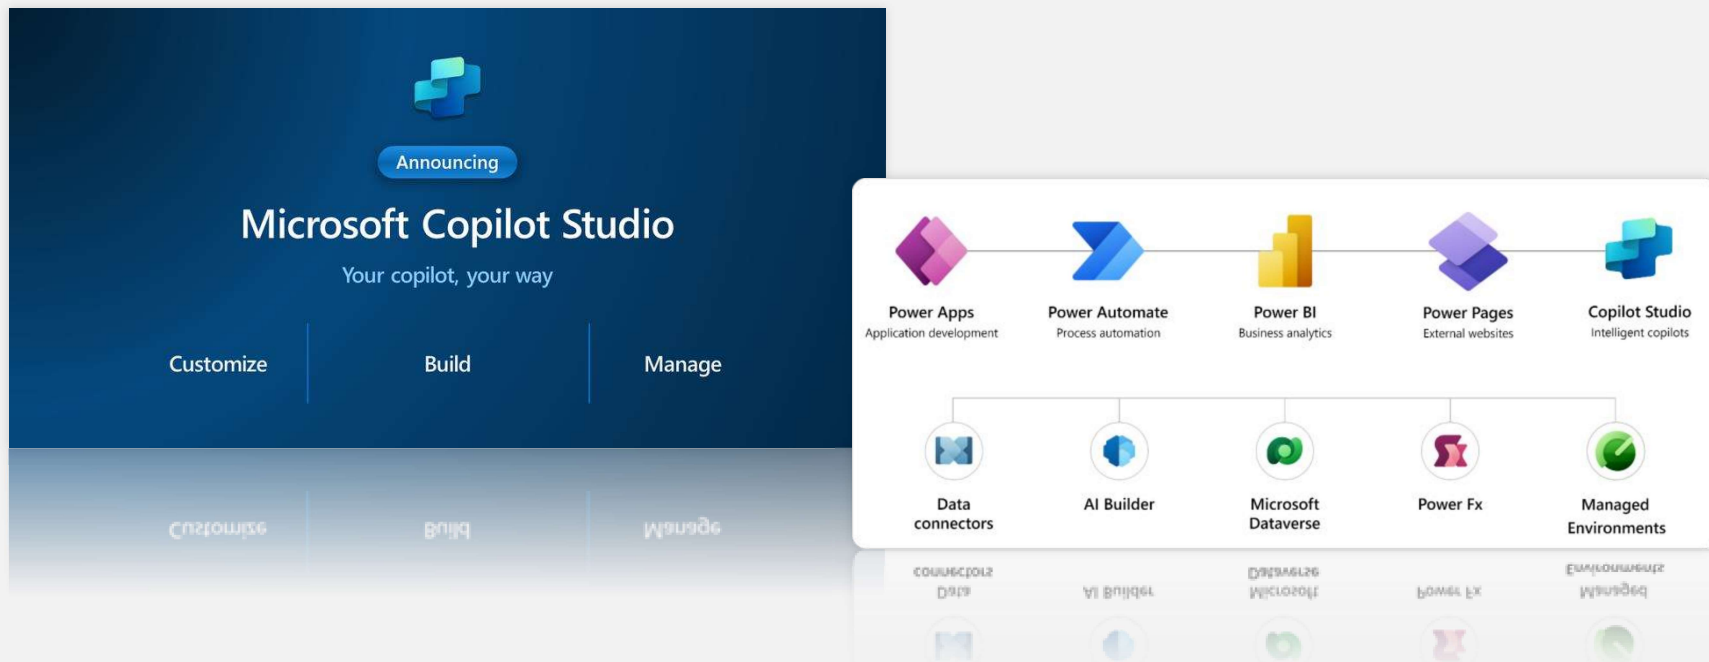 Announcing
Microsoft Copilot Studio
Your copilot, your way
Customize
Build
Manage
Power Apps
Application development
Power Automate
Process automation
Power BI
Business analytics
Power Pages
External websites
Copilot Studio
Intelligent copilots
Data
connectors
AI Builder
Microsoft
Dataverse
Power Fx
Managed
Environments